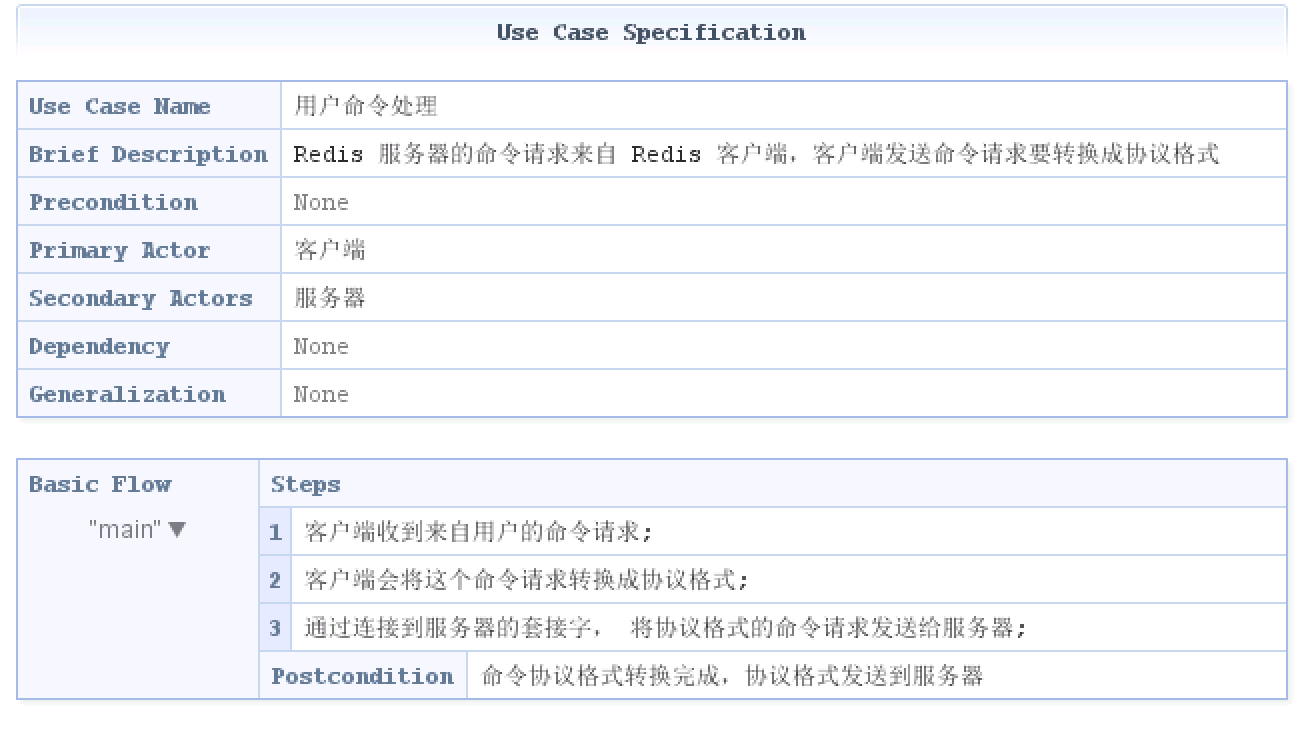 Use Case Specification
Use Case Name 用户命令处理
Brief Description Redis 服务器的命令请求来自 Redis 客户端，客户端发送命令请求要转换成协议格式
Precondition None
Primary Actor 客户端
Secondary Actors 服务器
Dependency None
Generalization None
Basic Flow Steps
"main" ▼
1 客户端收到来自用户的命令请求;
2 客户端会将这个命令请求转换成协议格式;
3 通过连接到服务器的套接字， 将协议格式的命令请求发送给服务器;
Postcondition 命令协议格式转换完成，协议格式发送到服务器